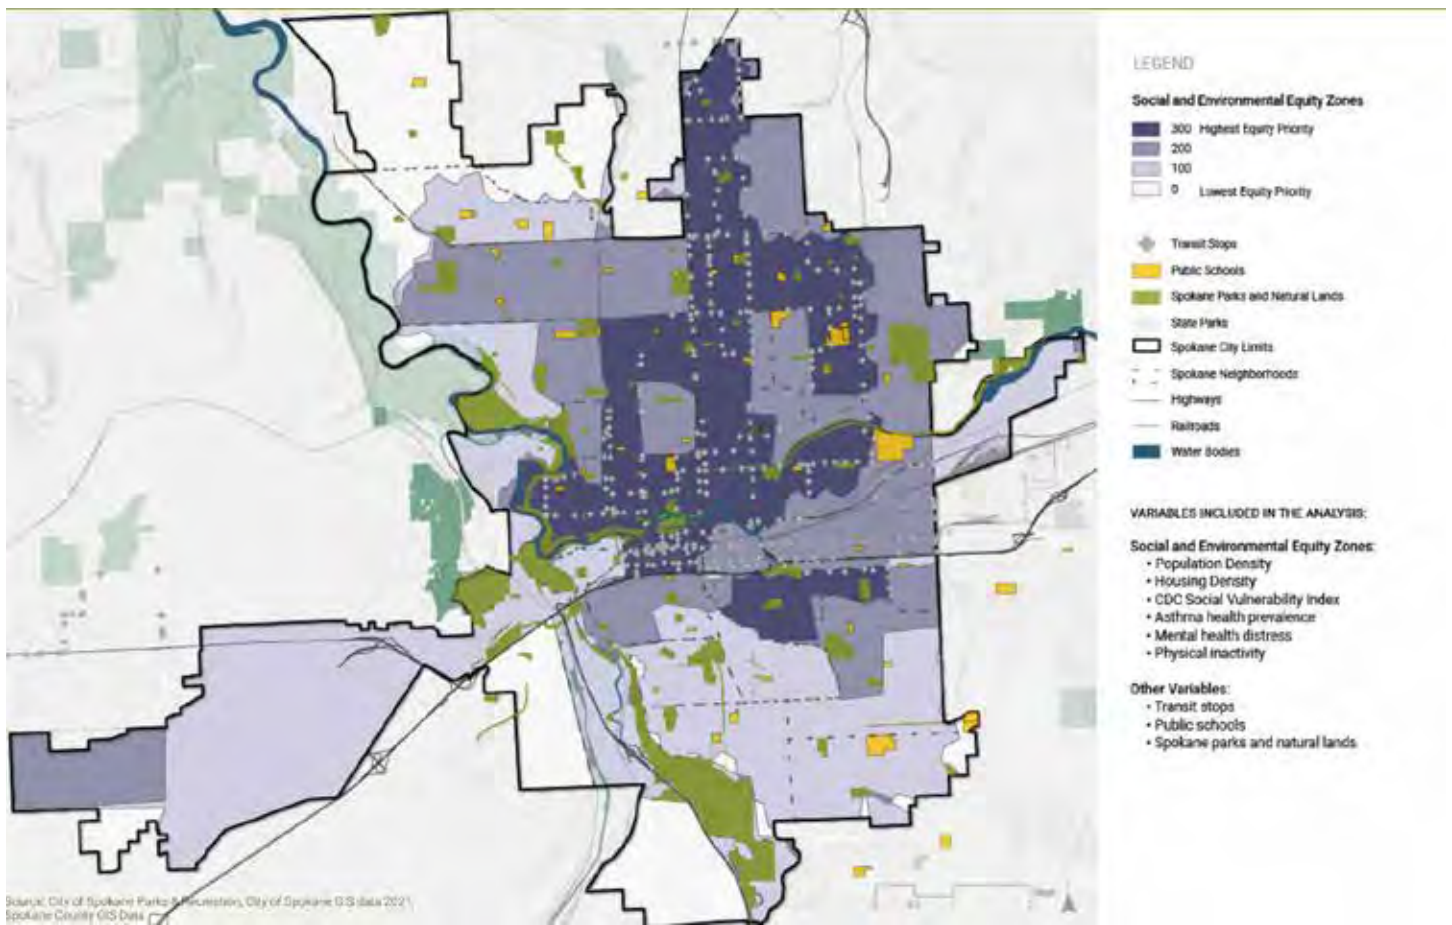 LEGEND
Social and Environmental Equity Zones
300 Highest Equity Priority
200
100
0 Lowest Equity Priority
Transit Stops
Public Schools
Spokane Parks and Natural Lands
State Parks
Spokane City Limits
Spokane Neighborhoods
Highways
Railroads
Water Bodies
VARIABLES INCLUDED IN THE ANALYSIS:
Social and Environmental Equity Zones:
• Population Density
• Housing Density
• CDC Social Vulnerability Index
• Asthma health prevalence
• Mental health distress
• Physical inactivity
Other Variables:
• Transit stops
• Public schools
• Spokane parks and natural lands
Source: City of Spokane Parks & Recreation, City of Spokane GIS data 2021,
Spokane County GIS Data